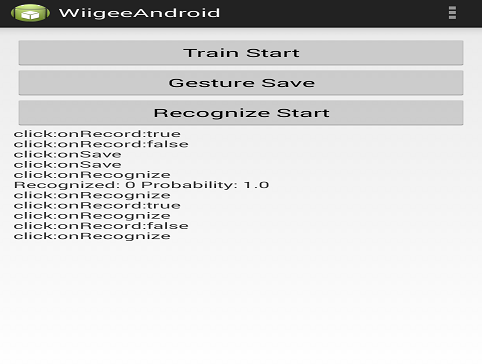 WiigeeAndroid
Train Start
Gesture Save
Recognize Start
click:onRecord:true
click:onRecord:false
click:onSave
click:onSave
click:onRecognize
Recognized: 0 Probability: 1.0
click:onRecognize
click:onRecord:true
click:onRecognize
click:onRecord:false
click:onRecognize